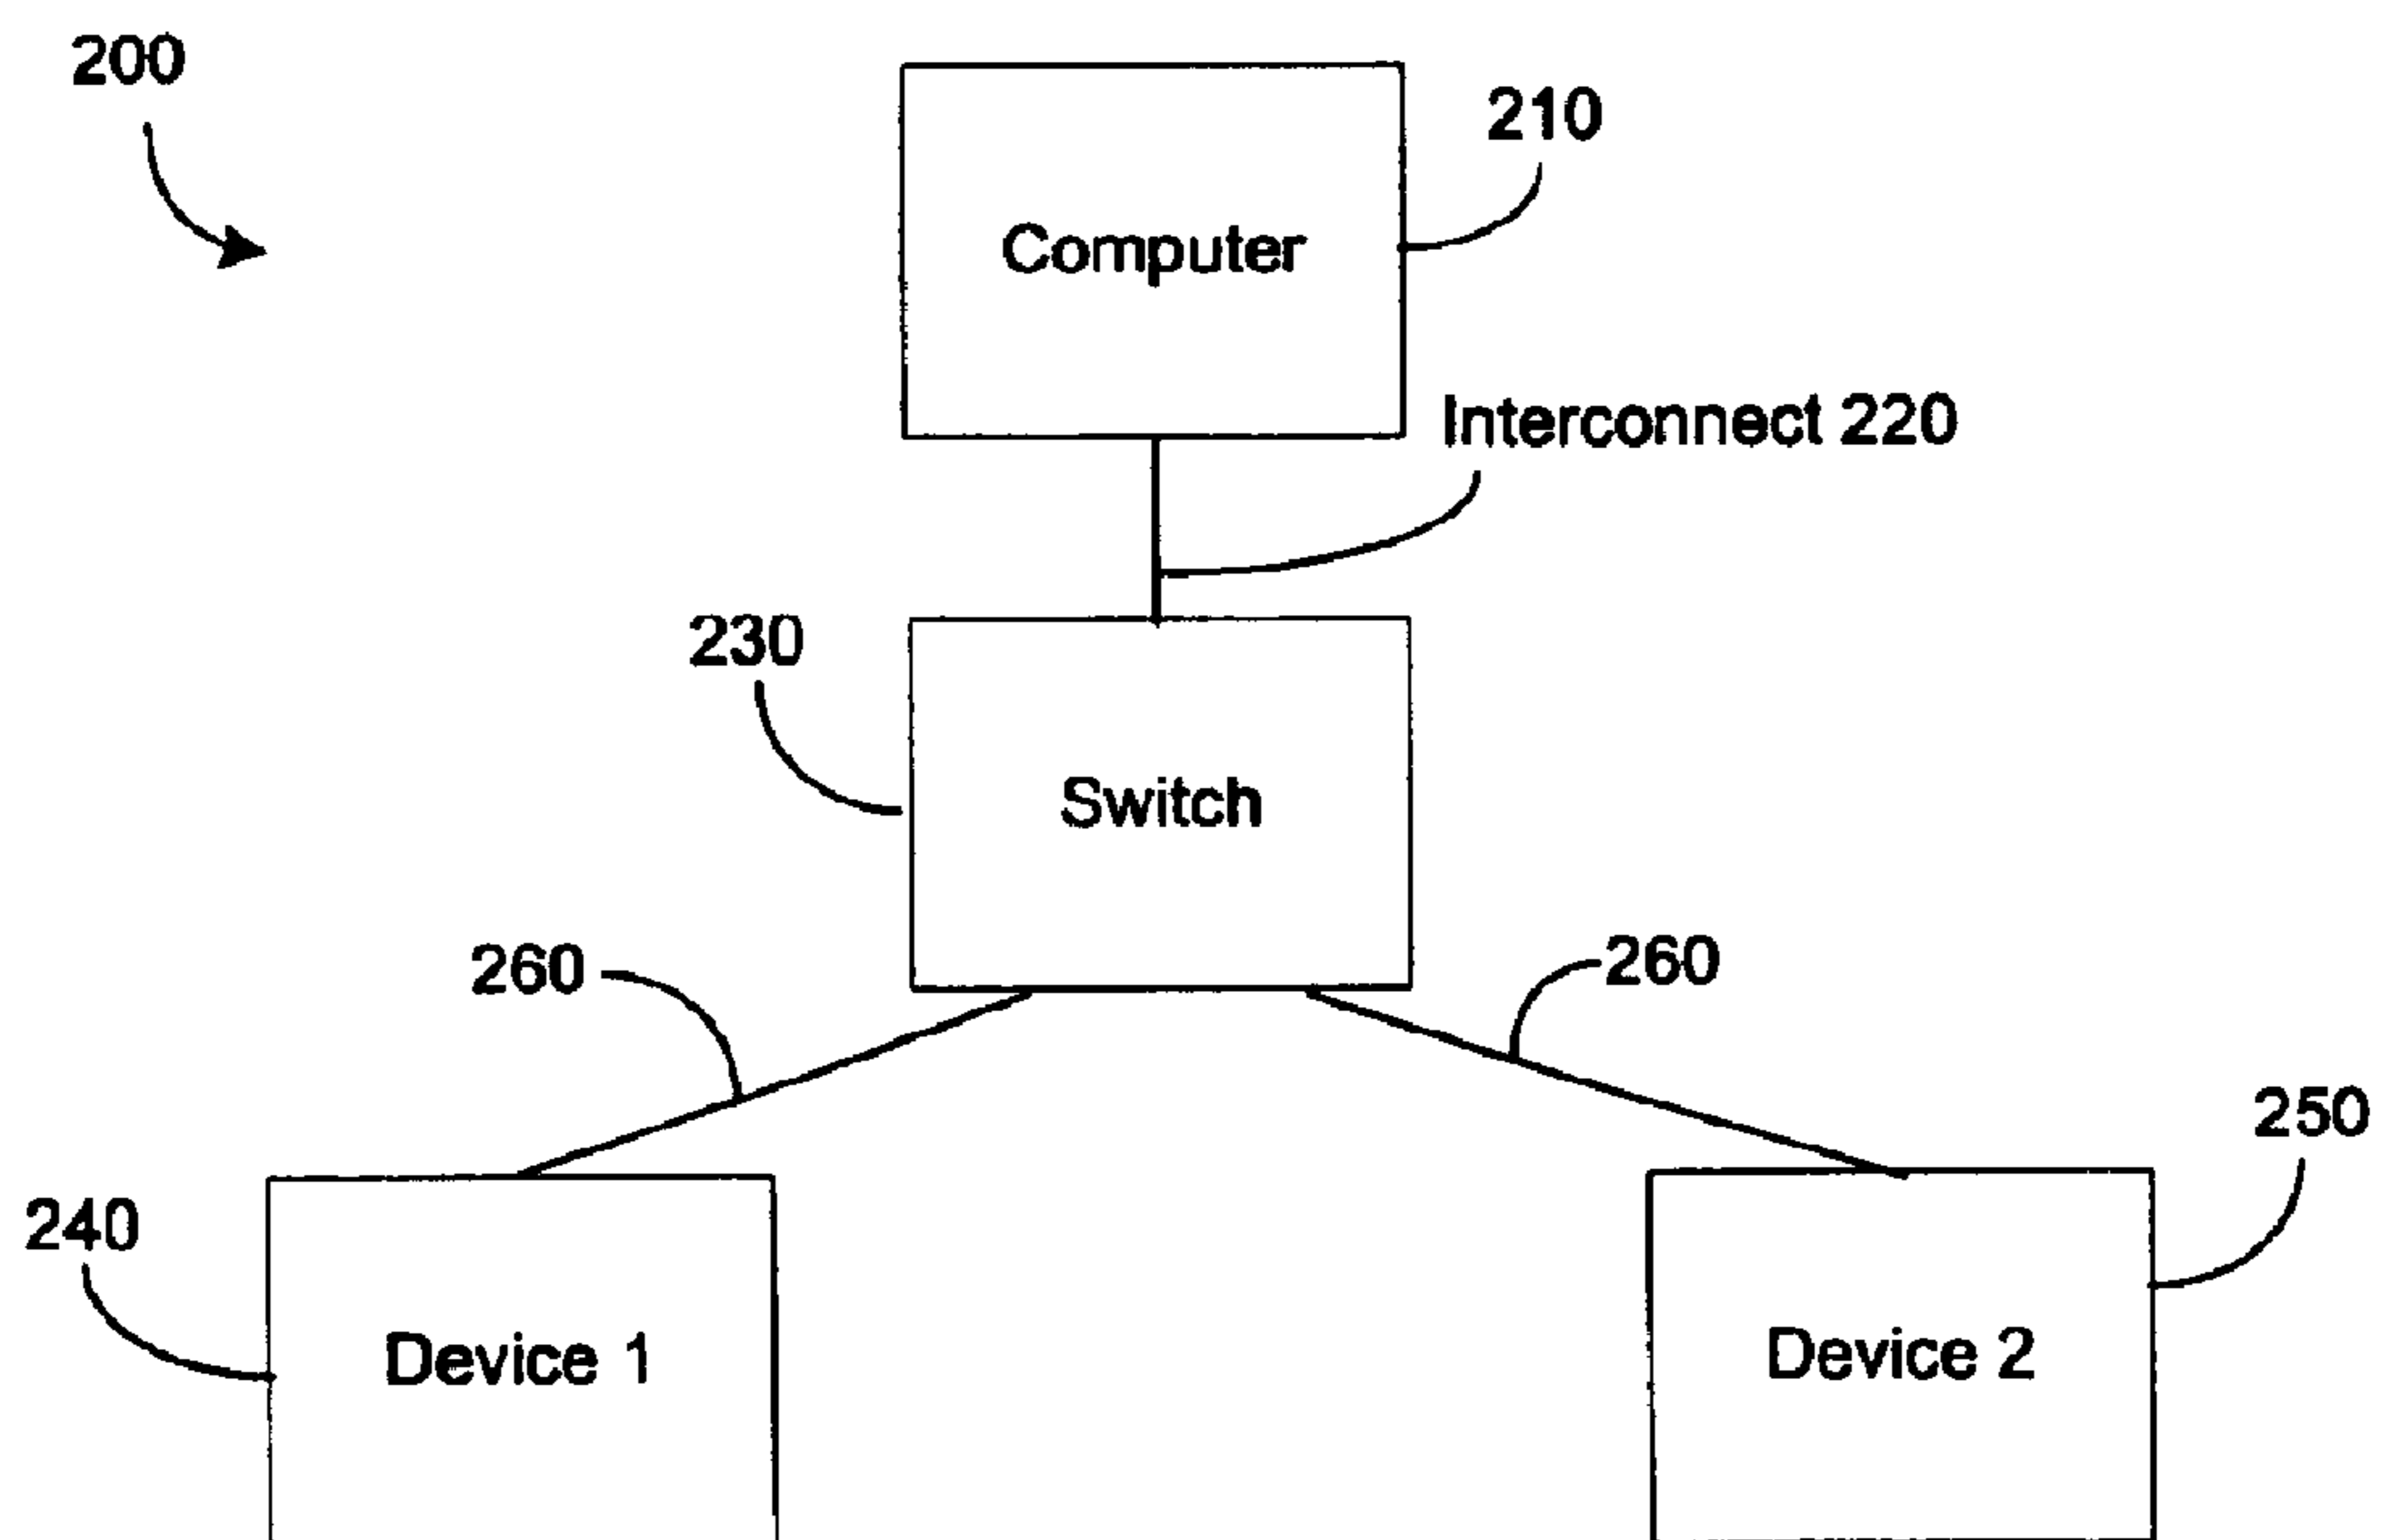 200
210
Computer
Interconnect 220
230
Switch
260
260
250
240
Device 1
Device 2